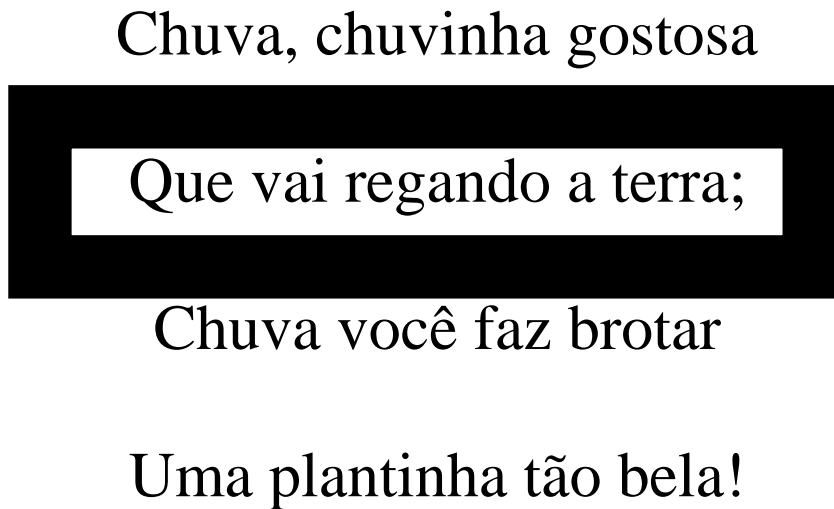 Chuva, chuvinha gostosa
Que vai regando a terra;
Chuva você faz brotar
Uma plantinha tão bela!